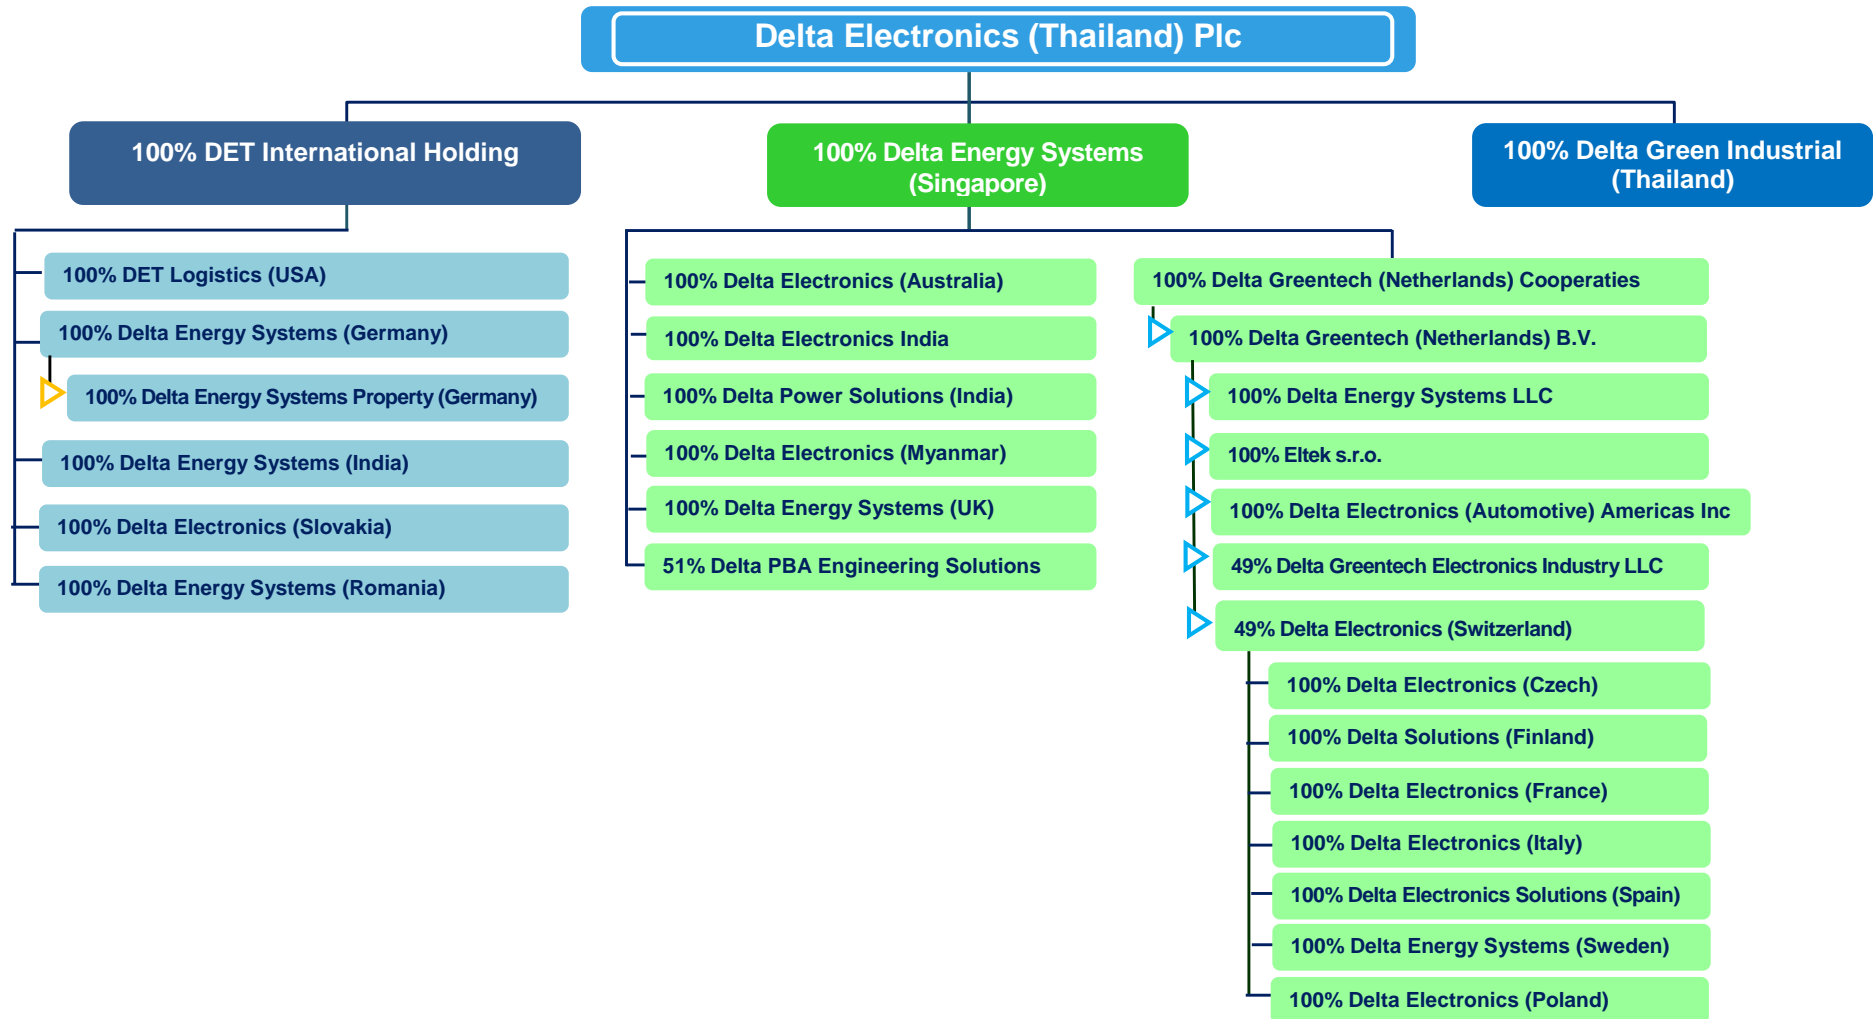 Delta Electronics (Thailand) Plc
100% DET International Holding
100% Delta Energy Systems
(Singapore)
100% Delta Green Industrial
(Thailand)
100% DET Logistics (USA)
100% Delta Energy Systems (Germany)
100% Delta Energy Systems Property (Germany)
100% Delta Energy Systems (India)
100% Delta Electronics (Slovakia)
100% Delta Energy Systems (Romania)
100% Delta Electronics (Australia)
100% Delta Electronics India
100% Delta Power Solutions (India)
100% Delta Electronics (Myanmar)
100% Delta Energy Systems (UK)
51% Delta PBA Engineering Solutions
100% Delta Greentech (Netherlands) Cooperaties
100% Delta Greentech (Netherlands) B.V.
100% Delta Energy Systems LLC
100% Eltek s.r.o.
100% Delta Electronics (Automotive) Americas Inc
49% Delta Greentech Electronics Industry LLC
49% Delta Electronics (Switzerland)
100% Delta Electronics (Czech)
100% Delta Solutions (Finland)
100% Delta Electronics (France)
100% Delta Electronics (Italy)
100% Delta Electronics Solutions (Spain)
100% Delta Energy Systems (Sweden)
100% Delta Electronics (Poland)